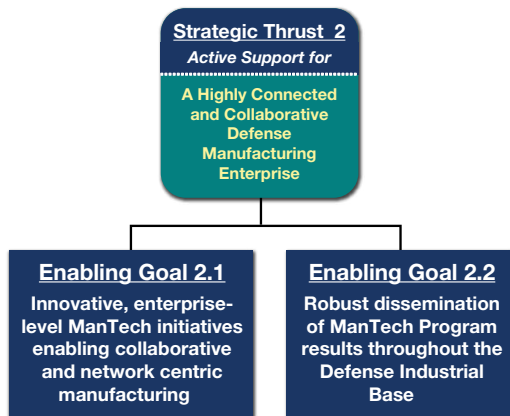 Strategic Thrust 2
Active Support for
A Highly Connected
and Collaborative
Defense
Manufacturing
Enterprise
Enabling Goal 2.1
Innovative, enterprise-
level ManTech initiatives
enabling collaborative
and network centric
manufacturing
Enabling Goal 2.2
Robust dissemination
of ManTech Program
results throughout the
Defense Industrial
Base